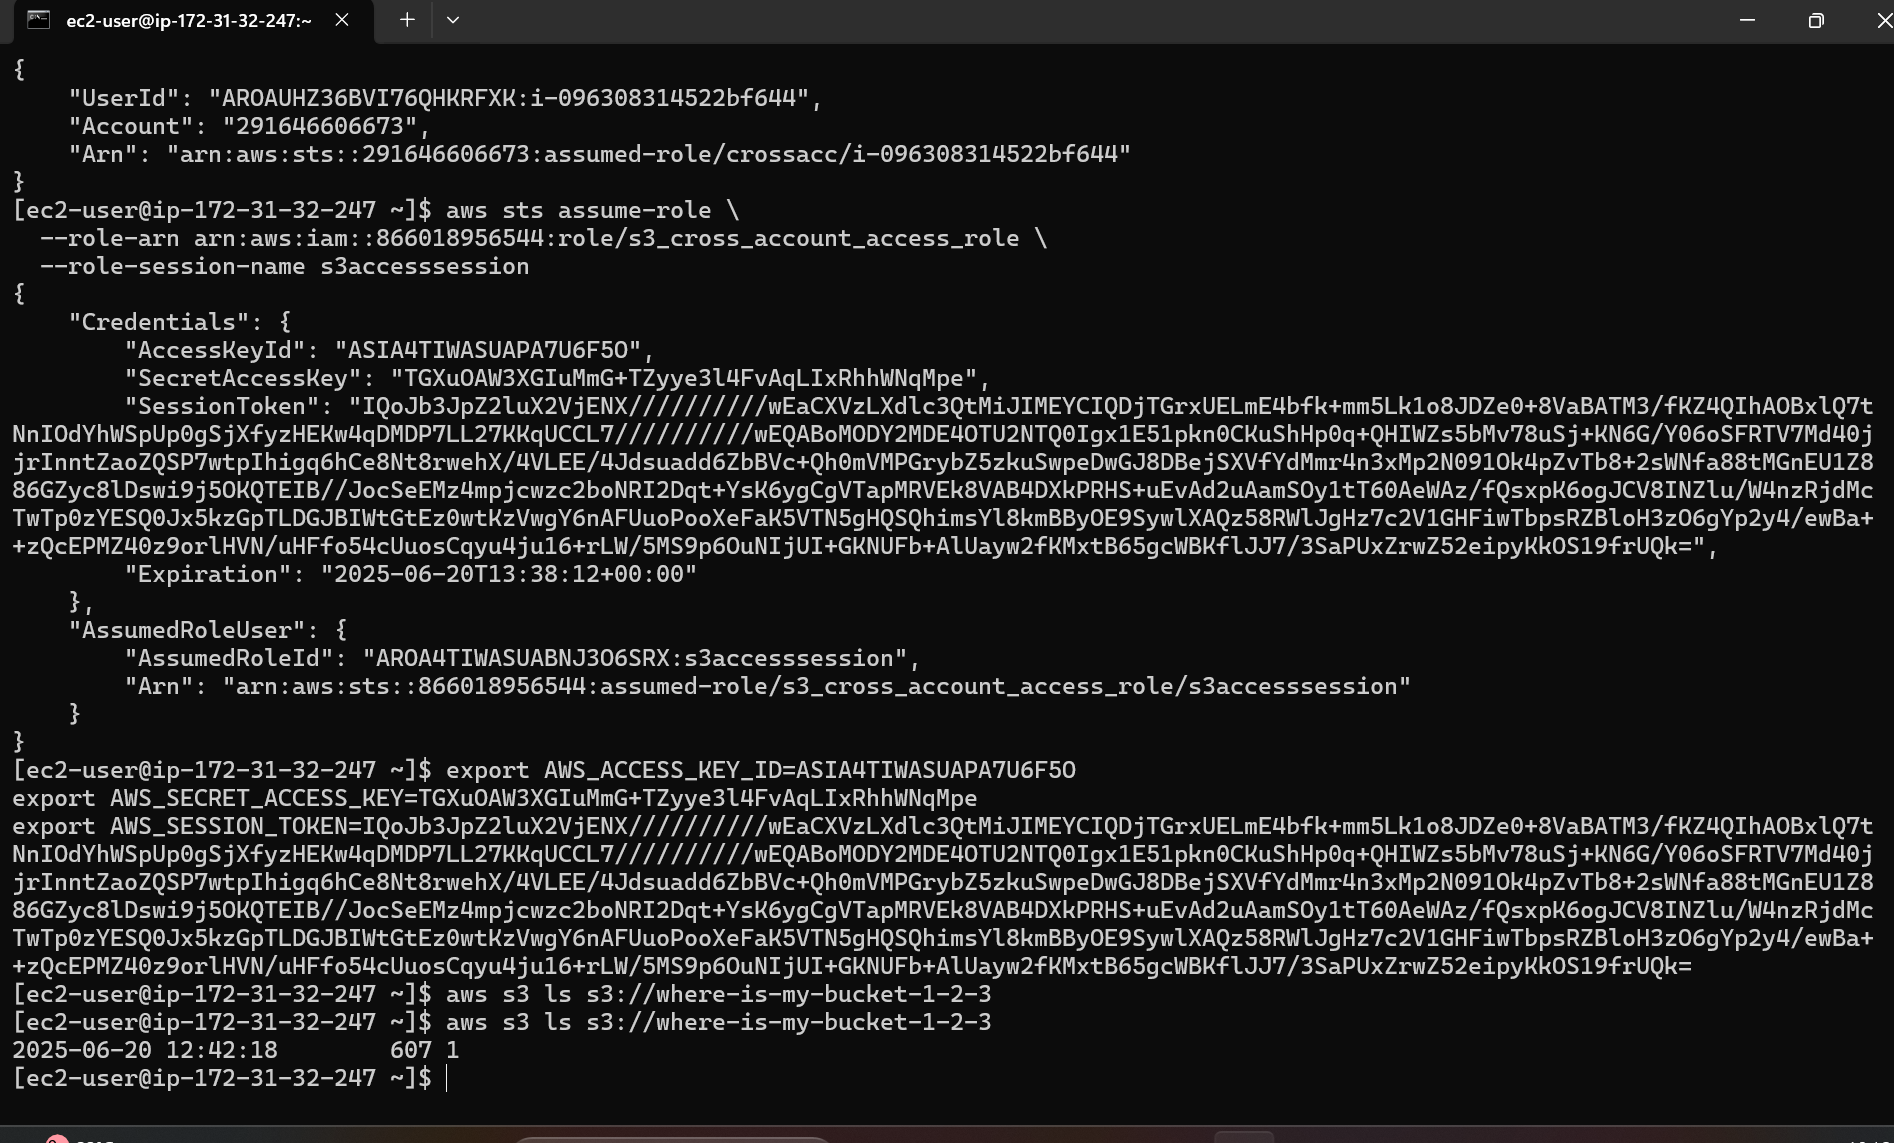 ec2-user@ip-172-31-32-247:~
{
"UserId": "AROAUHZ36BVI76QHKRFXK:i-096308314522bf644",
"Account": "291646606673",
"Arn": "arn:aws:sts::291646606673:assumed-role/crossacc/i-096308314522bf644"
}
[ec2-user@ip-172-31-32-247 ~]$ aws sts assume-role \
--role-arn arn:aws:iam::866018956544:role/s3_cross_account_access_role \
--role-session-name s3accesssession
{
"Credentials": {
"AccessKeyId": "ASIA4TIWASUAPA7U6F5O",
"SecretAccessKey": "TGXuOAW3XGIuMmG+TZyye3l4FvAqLIxRhhWNqMpe",
"SessionToken": "IQoJb3JpZ2luX2VjENX//////////wEaCXVzLXdlc3QtMiJIMEYCIQDjTGrxUELmE4bfk+mm5Lk1o8JDZe0+8VaBATM3/fKZ4QIhAOBxlQ7t
NnIOdYhWSpUp0gSjXfyzHEKw4qDMDP7LL27KKqUCCL7//////////wEQABoMODY2MDE4OTU2NTQ0Igx1E51pkn0CKuShHp0q+QHIWZs5bMv78uSj+KN6G/Y06oSFRTV7Md40j
jrInntZaoZQSP7wtpIhigq6hCe8Nt8rwehX/4VLEE/4Jdsuadd6ZbBVc+Qh0mVMPGrybZ5zkuSwpeDwGJ8DBejSXVfYdMmr4n3xMp2N091Ok4pZvTb8+2sWNfa88tMGnEU1Z8
86GZyc8lDswi9j5OKQTEIB//JocSeEMz4mpjcwzc2boNRI2Dqt+YsK6ygCgVTapMRVEk8VAB4DXkPRHS+uEvAd2uAamSOy1tT60AeWAz/fQsxpK6ogJCV8INZlu/W4nzRjdMc
TwTp0zYESQ0Jx5kzGpTLDGJBIWtGtEz0wtKzVwgY6nAFUuoPooXeFaK5VTN5gHQSQhimsYl8kmBByOE9SywlXAQz58RWlJgHz7c2V1GHFiwTbpsRZBloH3zO6gYp2y4/ewBa+
+zQcEPMZ40z9orlHVN/uHFfo54cUuosCqyu4ju16+rLW/5MS9p6OuNIjUI+GKNUFb+AlUayw2fKMxtB65gcWBKflJJ7/3SaPUxZrwZ52eipyKkOS19frUQk=",
"Expiration": "2025-06-20T13:38:12+00:00"
},
"AssumedRoleUser": {
"AssumedRoleId": "AROA4TIWASUABNJ3O6SRX:s3accesssession",
"Arn": "arn:aws:sts::866018956544:assumed-role/s3_cross_account_access_role/s3accesssession"
}
}
[ec2-user@ip-172-31-32-247 ~]$ export AWS_ACCESS_KEY_ID=ASIA4TIWASUAPA7U6F5O
export AWS_SECRET_ACCESS_KEY=TGXuOAW3XGIuMmG+TZyye3l4FvAqLIxRhhWNqMpe
export AWS_SESSION_TOKEN=IQoJb3JpZ2luX2VjENX//////////wEaCXVzLXdlc3QtMiJIMEYCIQDjTGrxUELmE4bfk+mm5Lk1o8JDZe0+8VaBATM3/fKZ4QIhAOBxlQ7t
NnIOdYhWSpUp0gSjXfyzHEKw4qDMDP7LL27KKqUCCL7//////////wEQABoMODY2MDE4OTU2NTQ0Igx1E51pkn0CKuShHp0q+QHIWZs5bMv78uSj+KN6G/Y06oSFRTV7Md40j
jrInntZaoZQSP7wtpIhigq6hCe8Nt8rwehX/4VLEE/4Jdsuadd6ZbBVc+Qh0mVMPGrybZ5zkuSwpeDwGJ8DBejSXVfYdMmr4n3xMp2N091Ok4pZvTb8+2sWNfa88tMGnEU1Z8
86GZyc8lDswi9j5OKQTEIB//JocSeEMz4mpjcwzc2boNRI2Dqt+YsK6ygCgVTapMRVEk8VAB4DXkPRHS+uEvAd2uAamSOy1tT60AeWAz/fQsxpK6ogJCV8INZlu/W4nzRjdMc
TwTp0zYESQ0Jx5kzGpTLDGJBIWtGtEz0wtKzVwgY6nAFUuoPooXeFaK5VTN5gHQSQhimsYl8kmBByOE9SywlXAQz58RWlJgHz7c2V1GHFiwTbpsRZBloH3zO6gYp2y4/ewBa+
+zQcEPMZ40z9orlHVN/uHFfo54cUuosCqyu4ju16+rLW/5MS9p6OuNIjUI+GKNUFb+AlUayw2fKMxtB65gcWBKflJJ7/3SaPUxZrwZ52eipyKkOS19frUQk=
[ec2-user@ip-172-31-32-247 ~]$ aws s3 ls s3://where-is-my-bucket-1-2-3
[ec2-user@ip-172-31-32-247 ~]$ aws s3 ls s3://where-is-my-bucket-1-2-3
2025-06-20 12:42:18        607 1
[ec2-user@ip-172-31-32-247 ~]$